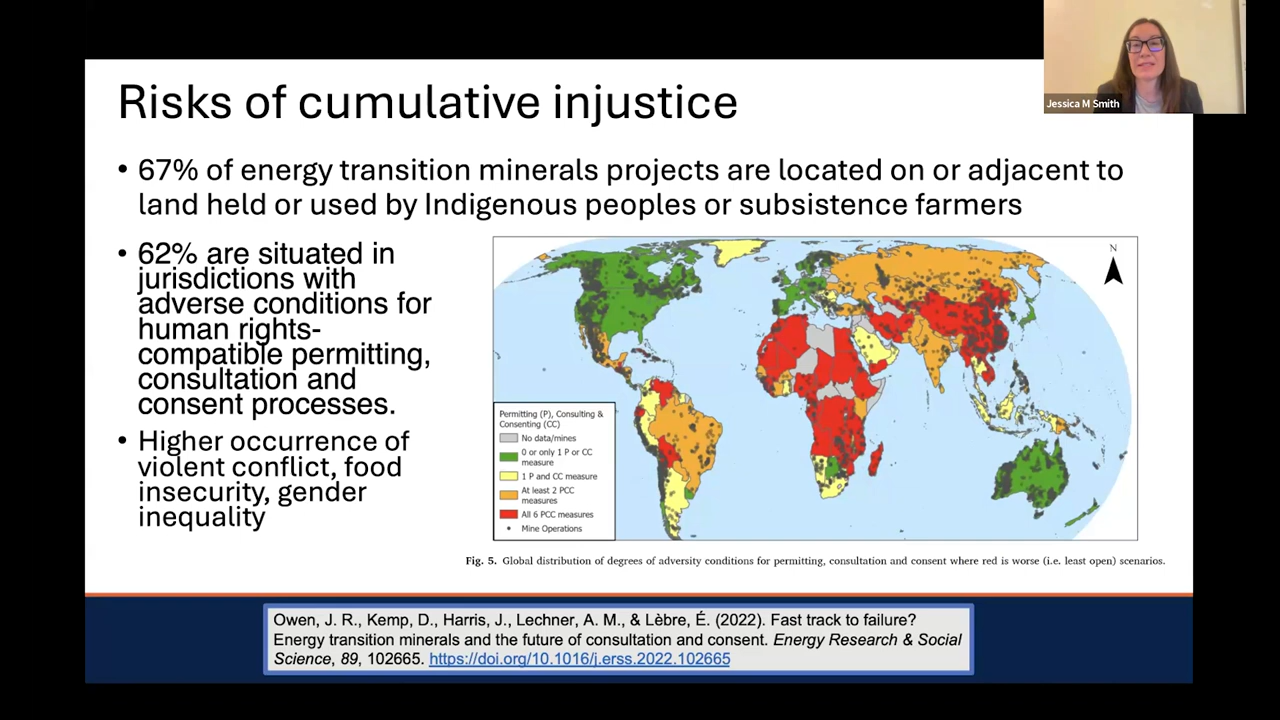 Jessica M Smith
Risks of cumulative injustice
• 67% of energy transition minerals projects are located on or adjacent to
land held or used by Indigenous peoples or subsistence farmers
• 62% are situated in
jurisdictions with
adverse conditions for
human rights-
compatible permitting,
consultation and
consent processes.
• Higher occurrence of
violent conflict, food
insecurity, gender
inequality
N
Permitting (P), Consulting &
Consenting (CC)
No data/mines
0 or only 1 P or CC
measure
1 P and CC measure
At least 2 PCC
measures
All 6 PCC measures
Mine Operations
Fig. 5. Global distribution of degrees of adversity conditions for permitting, consultation and consent where red is worse (i.e. least open) scenarios.
Owen, J. R., Kemp, D., Harris, J., Lechner, A. M., & Lèbre, É. (2022). Fast track to failure?
Energy transition minerals and the future of consultation and consent. Energy Research & Social
Science, 89, 102665. https://doi.org/10.1016/j.erss.2022.102665